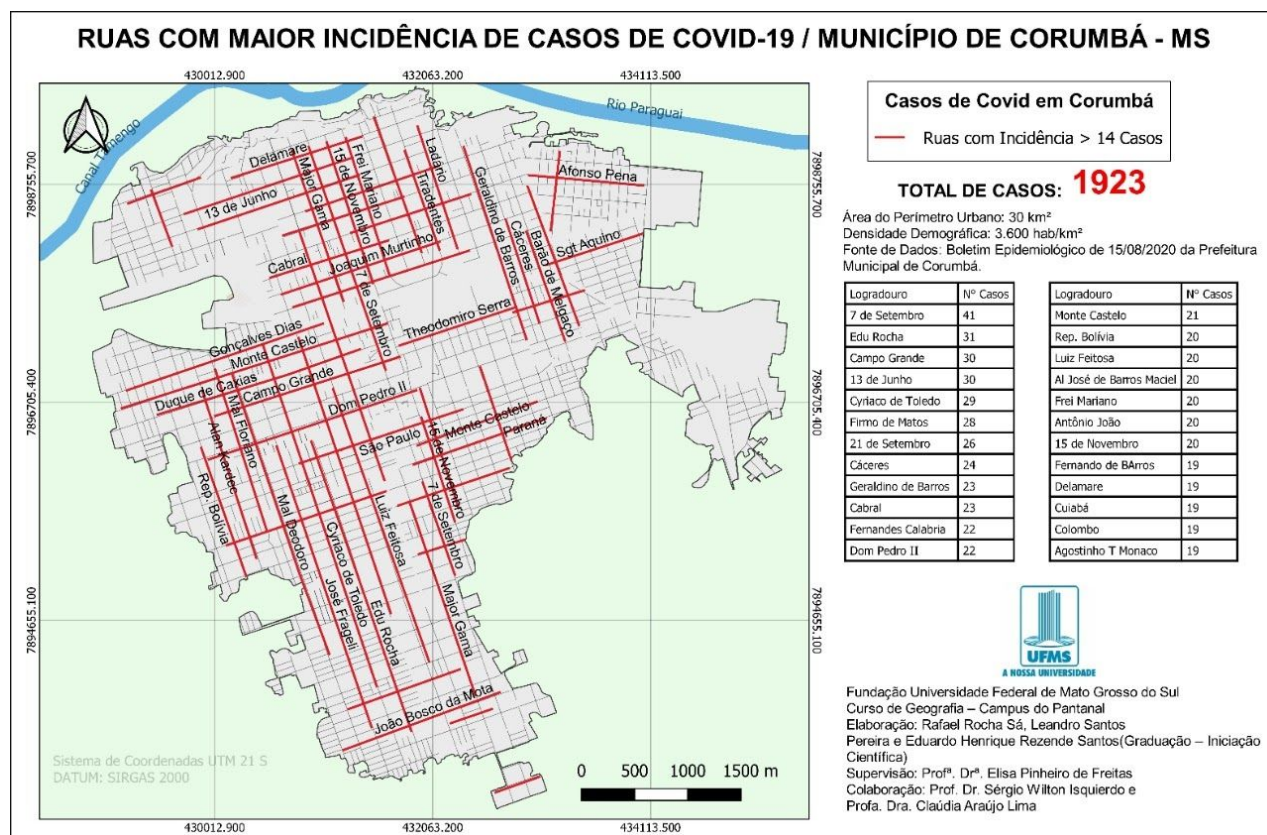 RUAS COM MAIOR INCIDÊNCIA DE CASOS DE COVID-19 / MUNICÍPIO DE CORUMBÁ - MS
430012.900 432063.200 434113.500
7898755.700
7896705.400
7894655.100
Canal Tamengo
Rio Paraguai
Delamare
Major Gama
15 de Novembro
Frei Mariano
Ladário
Tiradentes
Geraldino de Barros
Afonso Pena
13 de Junho
Cáceres
Barão de Melgaço
Sgt Aquino
Cabral
Joaquim Murtinho
7 de Setembro
Theodomiro Serra
Gonçalves Dias
Monte Castelo
Duque de Caxias
Campo Grande
Mal Floriano
Dom Pedro II
Alan Kardec
São Paulo
Monte Castelo
Paraná
15 de Novembro
Rep. Bolívia
7 de Setembro
Luiz Feitosa
Mal Deodoro
Cyriaco de Toledo
José Frageli
Edu Rocha
Major Gama
João Bosco da Mota
Sistema de Coordenadas UTM 21 S
DATUM: SIRGAS 2000
0 500 1000 1500 m
7898755.700
7896705.400
7894655.100
430012.900 432063.200 434113.500
Casos de Covid em Corumbá
Ruas com Incidência > 14 Casos
TOTAL DE CASOS: 1923
Área do Perímetro Urbano: 30 km²
Densidade Demográfica: 3.600 hab/km²
Fonte de Dados: Boletim Epidemiológico de 15/08/2020 da Prefeitura
Municipal de Corumbá.
Logradouro Nº Casos
7 de Setembro 41
Edu Rocha 31
Campo Grande 30
13 de Junho 30
Cyriaco de Toledo 29
Firmo de Matos 28
21 de Setembro 26
Cáceres 24
Geraldino de Barros 23
Cabral 23
Fernandes Calabria 22
Dom Pedro II 22
Logradouro Nº Casos
Monte Castelo 21
Rep. Bolívia 20
Luiz Feitosa 20
Al José de Barros Maciel 20
Frei Mariano 20
Antônio João 20
15 de Novembro 20
Fernando de BArros 19
Delamare 19
Cuiabá 19
Colombo 19
Agostinho T Monaco 19
UFMS
A NOSSA UNIVERSIDADE
Fundação Universidade Federal de Mato Grosso do Sul
Curso de Geografia – Campus do Pantanal
Elaboração: Rafael Rocha Sá, Leandro Santos
Pereira e Eduardo Henrique Rezende Santos(Graduação – Iniciação
Científica)
Supervisão: Profª. Drª. Elisa Pinheiro de Freitas
Colaboração: Prof. Dr. Sérgio Wilton Isquierdo e
Profa. Dra. Claúdia Araújo Lima